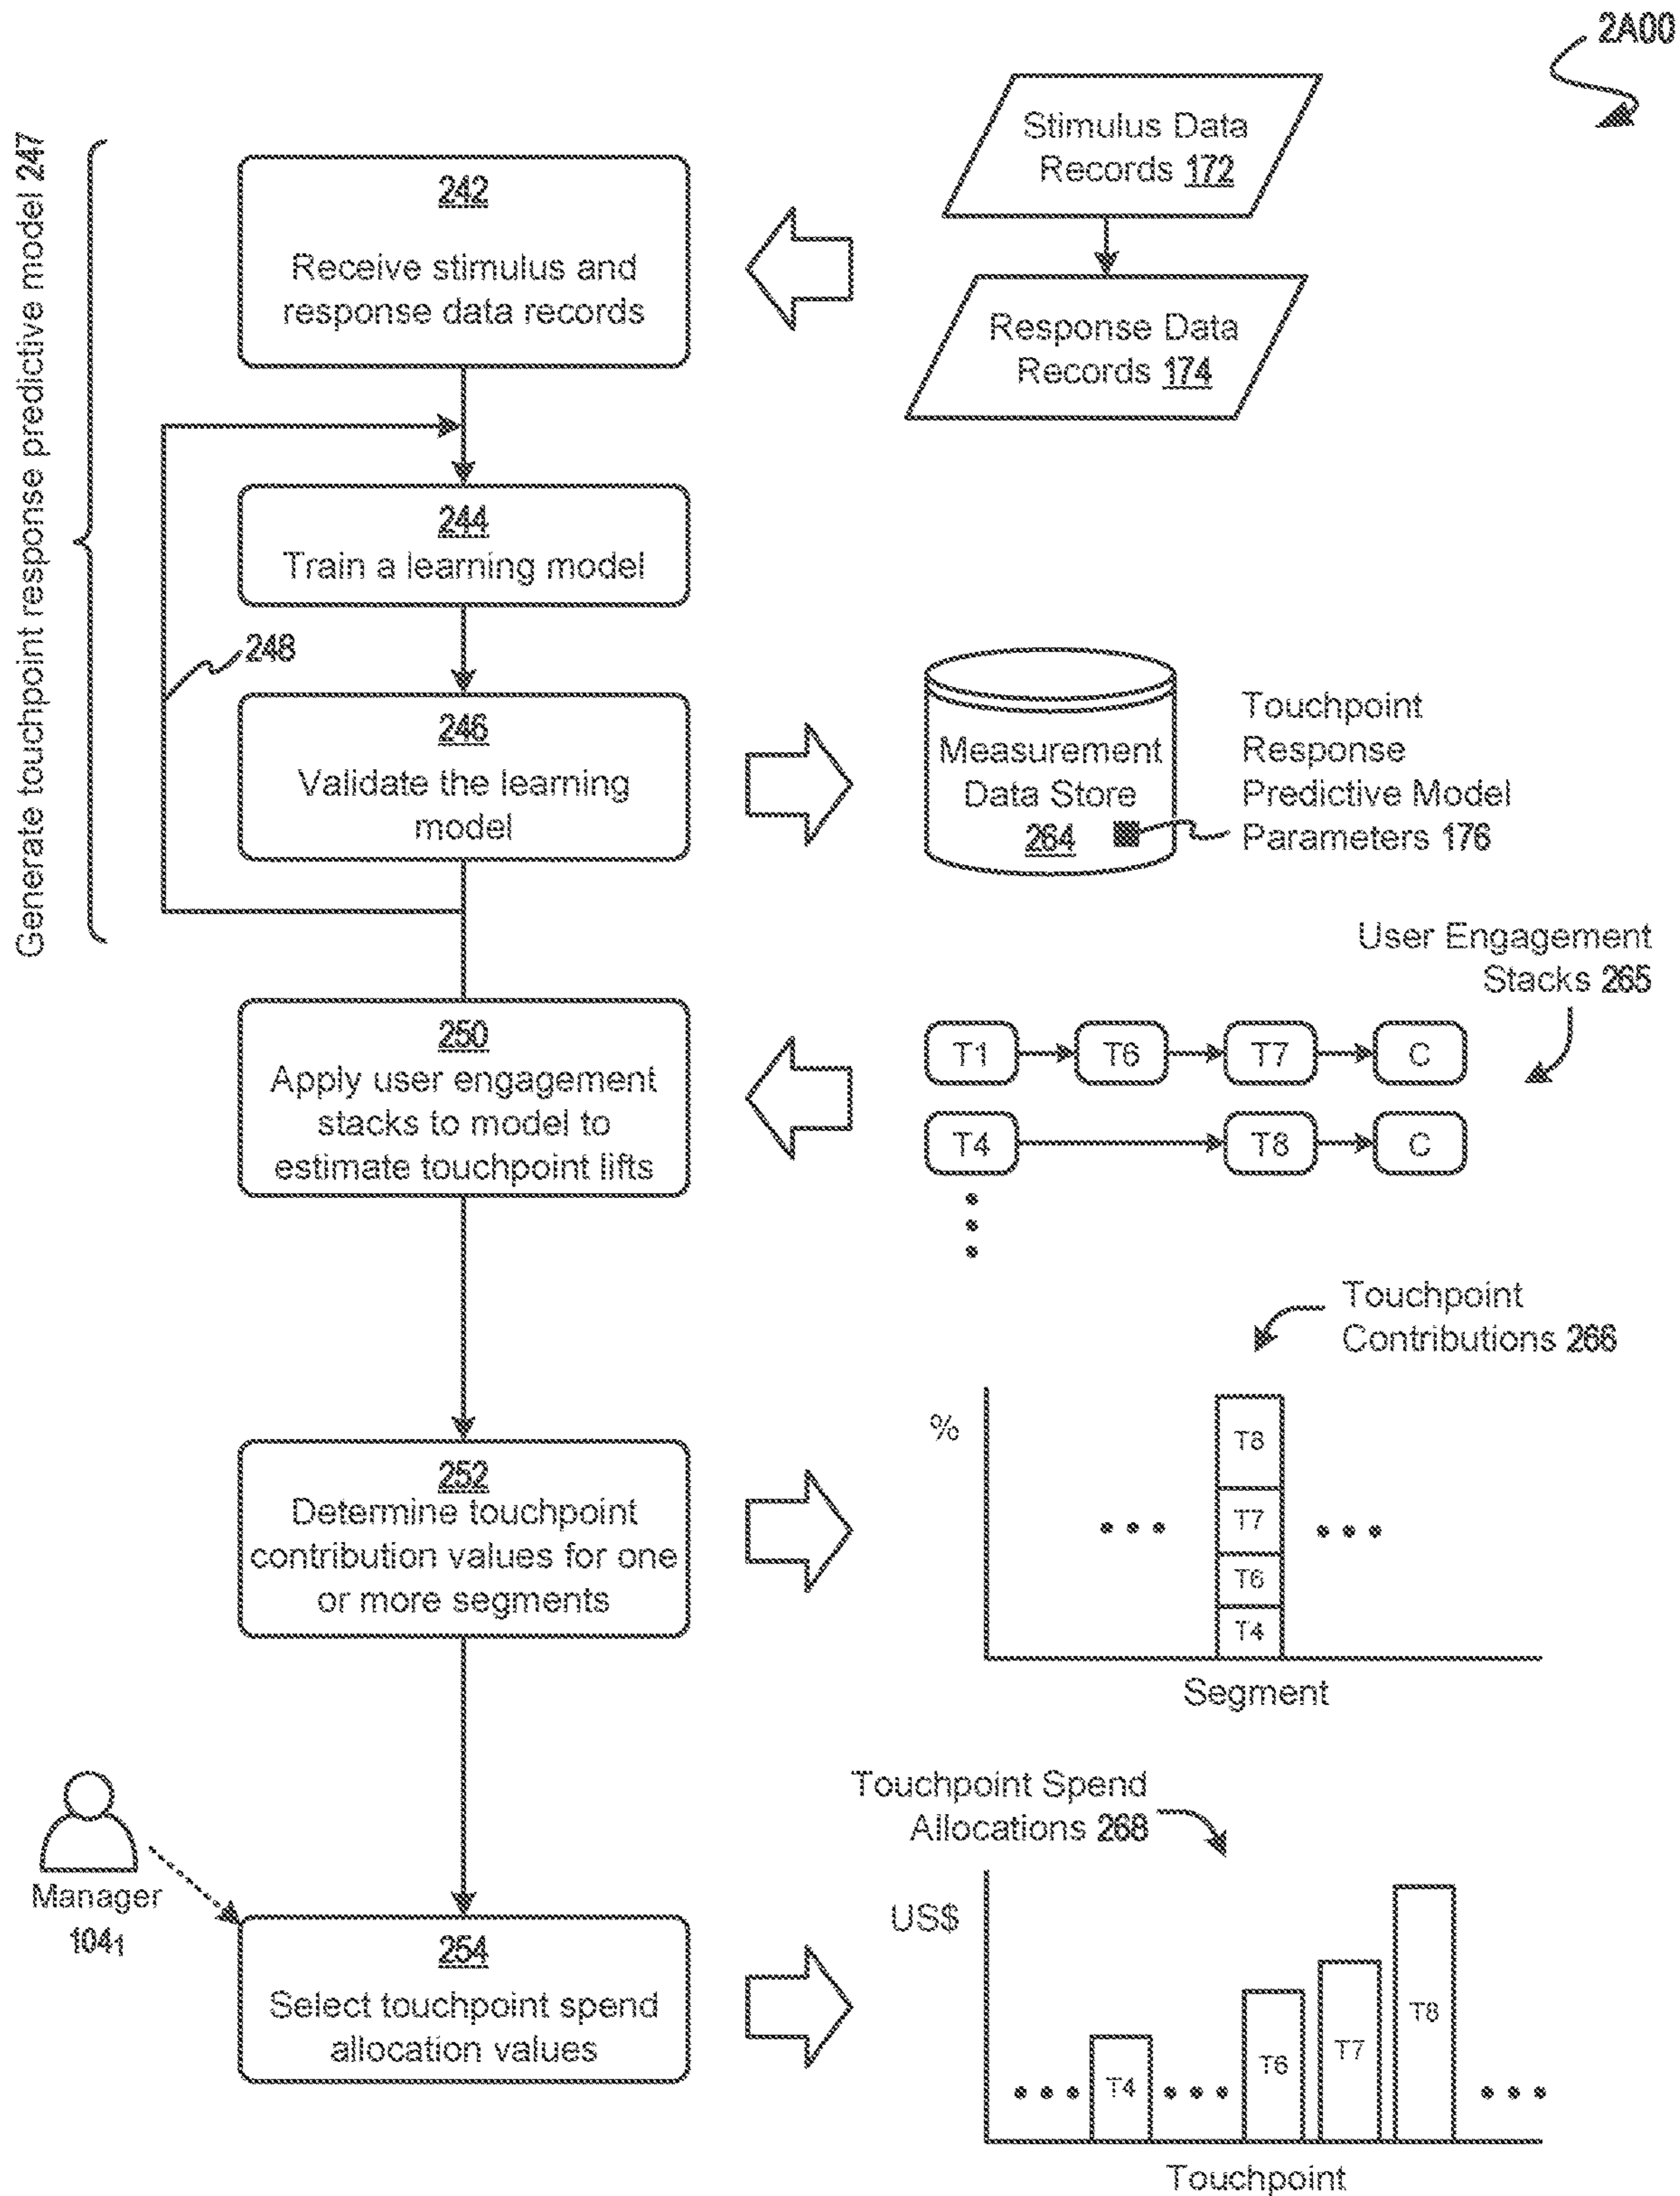 2A00
Generate touchpoint response predictive model 247
242
Receive stimulus and
response data records
Stimulus Data
Records 172
Response Data
Records 174
244
Train a learning model
248
246
Validate the learning
model
Measurement
Data Store
264
Touchpoint
Response
Predictive Model
Parameters 176
User Engagement
Stacks 265
250
Apply user engagement
stacks to model to
estimate touchpoint lifts
T1 T6 T7 C
T4 T8 C
Touchpoint
Contributions 266
252
Determine touchpoint
contribution values for one
or more segments
%
T8
T7
T6
T4
Segment
Manager
104₁
254
Select touchpoint spend
allocation values
Touchpoint Spend
Allocations 268
US$
T4 T6 T7 T8
Touchpoint